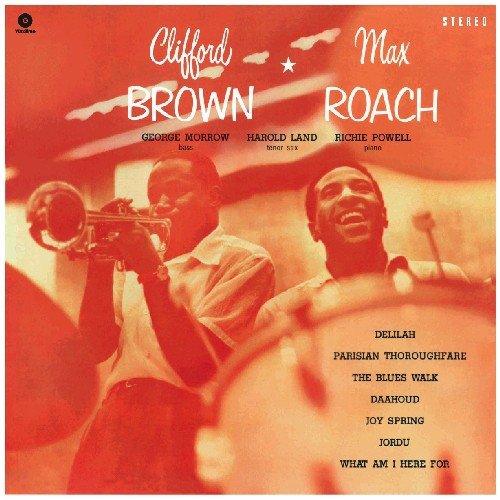 WaxTime
STEREO
Clifford Max
BROWN ★ ROACH
GEORGE MORROW HAROLD LAND RICHIE POWELL
bass tenor sax piano
DELILAH
PARISIAN THOROUGHFARE
THE BLUES WALK
DAAHOUD
JOY SPRING
JORDU
WHAT AM I HERE FOR